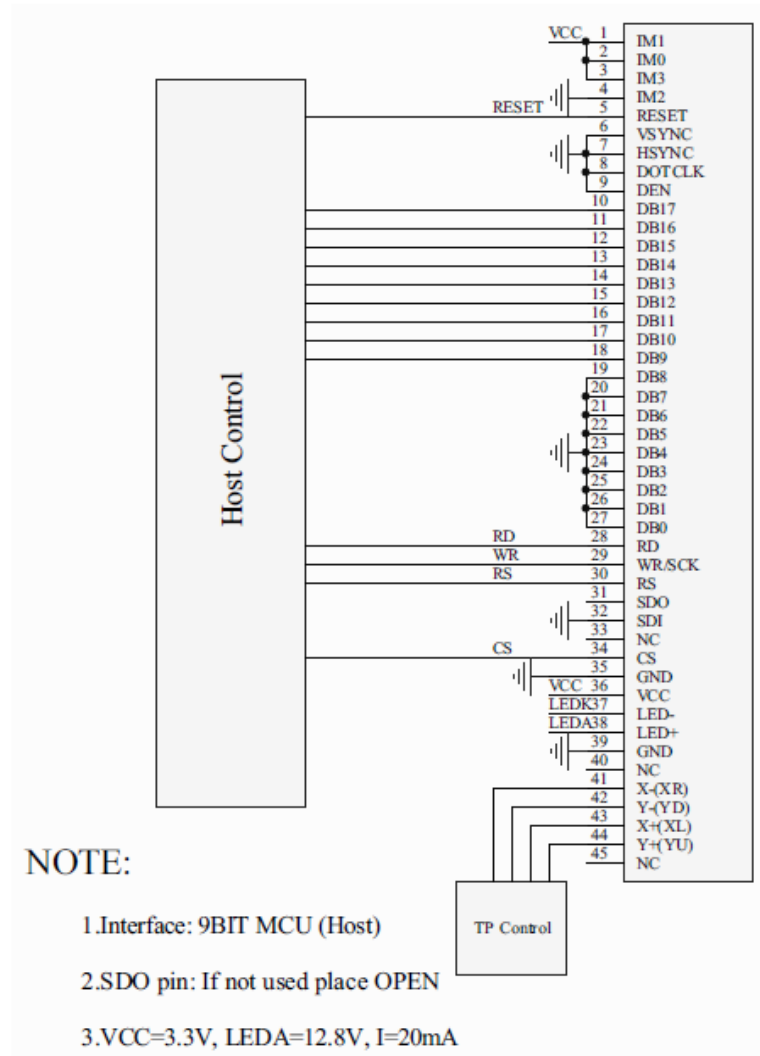 VCC 1 IM1
2 IM0
3 IM3
4 IM2
RESET 5 RESET
6 VSYNC
7 HSYNC
8 DOTCLK
9 DEN
10 DB17
11 DB16
12 DB15
13 DB14
14 DB13
15 DB12
16 DB11
17 DB10
18 DB9
19 DB8
20 DB7
21 DB6
22 DB5
23 DB4
24 DB3
25 DB2
26 DB1
27 DB0
RD 28 RD
WR 29 WR/SCK
RS 30 RS
31 SDO
32 SDI
33 NC
CS 34 CS
35 GND
VCC 36 VCC
LEDK37 LED-
LEDA38 LED+
39 GND
40 NC
41 X-(XR)
42 Y-(YD)
43 X+(XL)
44 Y+(YU)
45 NC
Host Control
TP Control
NOTE:
1.Interface: 9BIT MCU (Host)
2.SDO pin: If not used place OPEN
3.VCC=3.3V, LEDA=12.8V, I=20mA